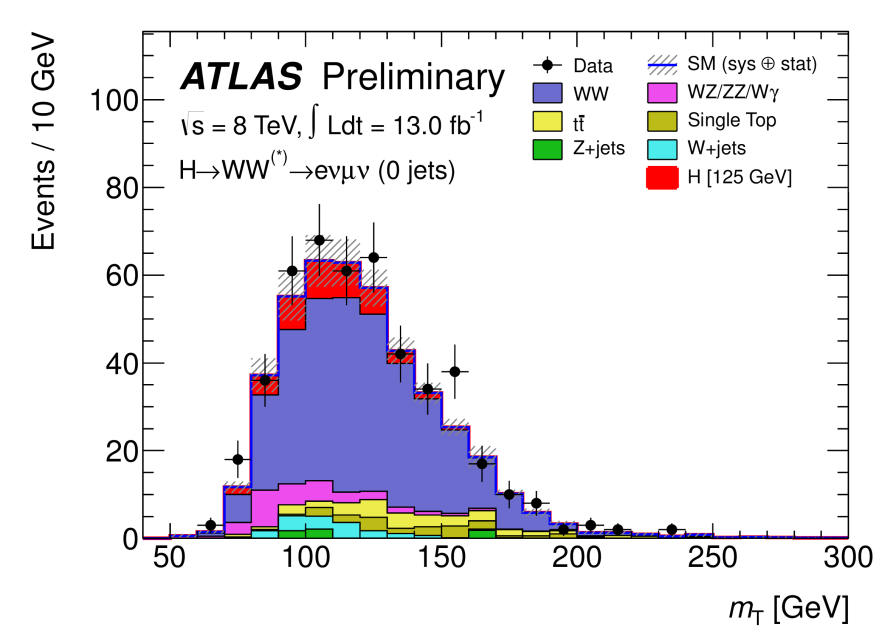 ATLAS Preliminary
√s = 8 TeV, ∫ Ldt = 13.0 fb⁻¹
H→WW⁽*⁾→eνμν (0 jets)
Data
WW
tt̄
Z+jets
SM (sys ⊕ stat)
WZ/ZZ/Wγ
Single Top
W+jets
H [125 GeV]
Events / 10 GeV
100
80
60
40
20
0
50 100 150 200 250 300
m_T [GeV]